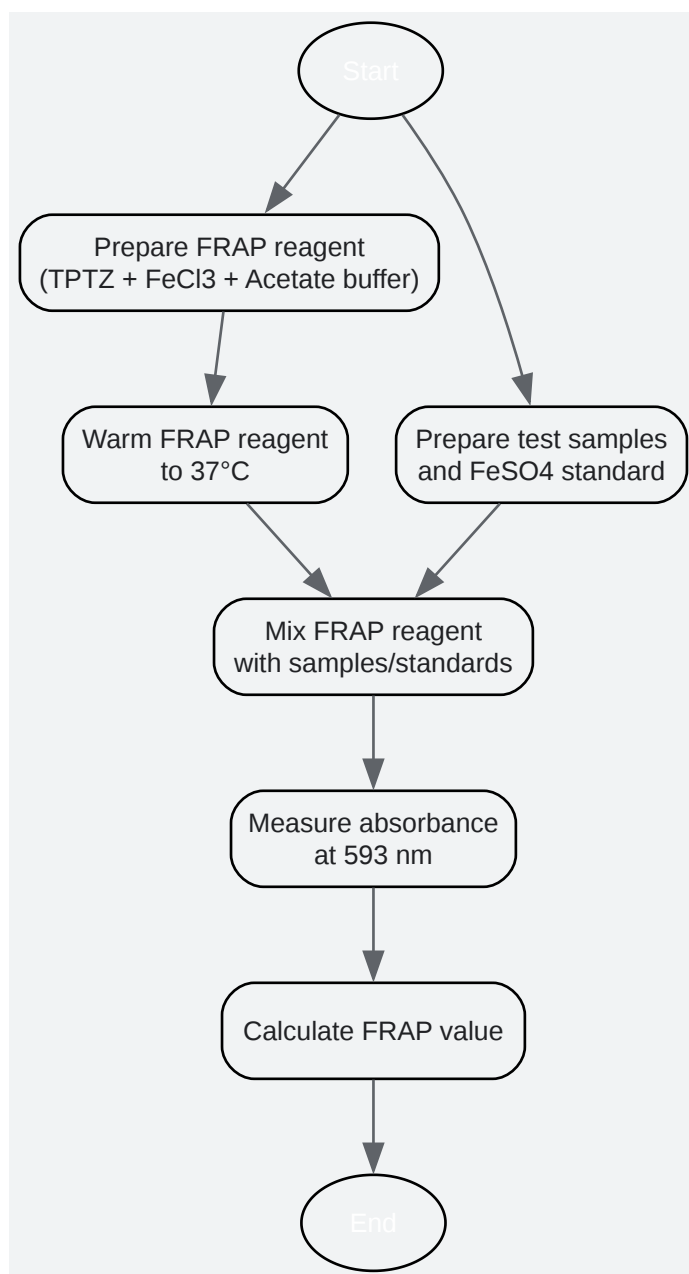 Start
Prepare FRAP reagent
(TPTZ + FeCl3 + Acetate buffer)
Warm FRAP reagent
to 37°C
Prepare test samples
and FeSO4 standard
Mix FRAP reagent
with samples/standards
Measure absorbance
at 593 nm
Calculate FRAP value
End